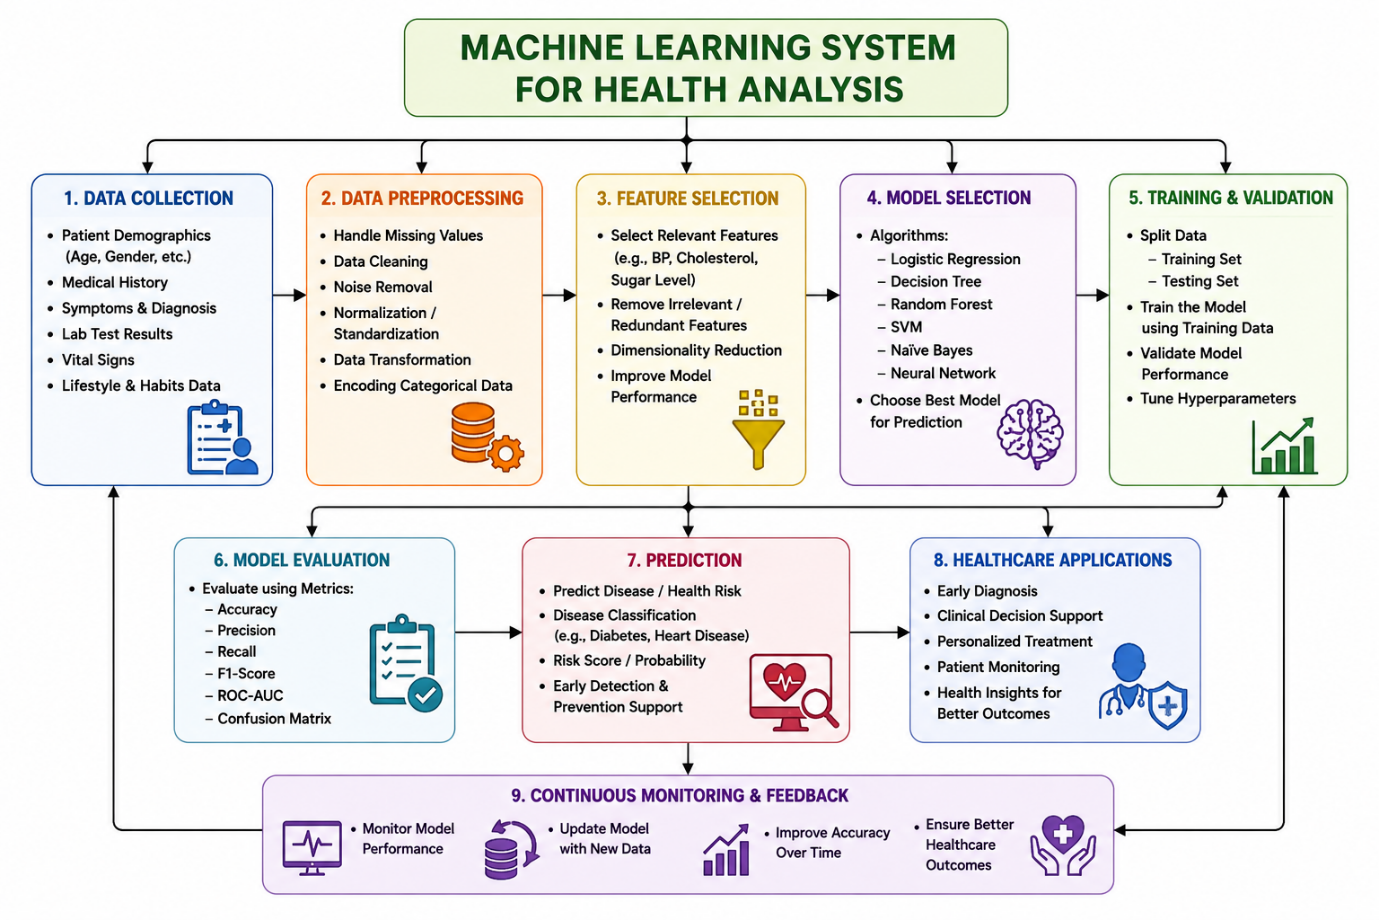 MACHINE LEARNING SYSTEM
FOR HEALTH ANALYSIS
1. DATA COLLECTION
• Patient Demographics
(Age, Gender, etc.)
• Medical History
• Symptoms & Diagnosis
• Lab Test Results
• Vital Signs
• Lifestyle & Habits Data
2. DATA PREPROCESSING
• Handle Missing Values
• Data Cleaning
• Noise Removal
• Normalization /
Standardization
• Data Transformation
• Encoding Categorical Data
3. FEATURE SELECTION
• Select Relevant Features
(e.g., BP, Cholesterol,
Sugar Level)
• Remove Irrelevant /
Redundant Features
• Dimensionality Reduction
• Improve Model
Performance
4. MODEL SELECTION
• Algorithms:
– Logistic Regression
– Decision Tree
– Random Forest
– SVM
– Naïve Bayes
– Neural Network
• Choose Best Model
for Prediction
5. TRAINING & VALIDATION
• Split Data
– Training Set
– Testing Set
• Train the Model
using Training Data
• Validate Model
Performance
• Tune Hyperparameters
6. MODEL EVALUATION
• Evaluate using Metrics:
– Accuracy
– Precision
– Recall
– F1-Score
– ROC-AUC
– Confusion Matrix
7. PREDICTION
• Predict Disease / Health Risk
• Disease Classification
(e.g., Diabetes, Heart Disease)
• Risk Score / Probability
• Early Detection &
Prevention Support
8. HEALTHCARE APPLICATIONS
• Early Diagnosis
• Clinical Decision Support
• Personalized Treatment
• Patient Monitoring
• Health Insights for
Better Outcomes
9. CONTINUOUS MONITORING & FEEDBACK
• Monitor Model
Performance
• Update Model
with New Data
• Improve Accuracy
Over Time
• Ensure Better
Healthcare
Outcomes